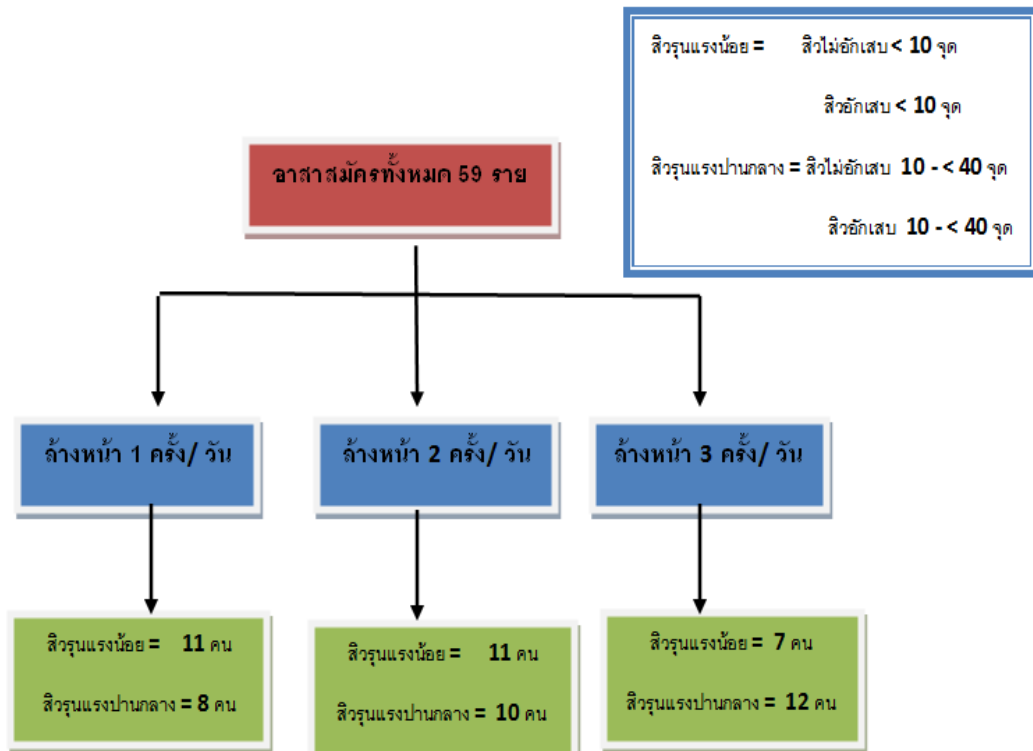 สิวรุนแรงน้อย = สิวไม่อักเสบ < 10 จุด
สิวอักเสบ < 10 จุด
สิวรุนแรงปานกลาง = สิวไม่อักเสบ 10 - < 40 จุด
สิวอักเสบ 10 - < 40 จุด
อาสาสมัครทั้งหมด 59 ราย
ล้างหน้า 1 ครั้ง/ วัน
ล้างหน้า 2 ครั้ง/ วัน
ล้างหน้า 3 ครั้ง/ วัน
สิวรุนแรงน้อย = 11 คน
สิวรุนแรงปานกลาง = 8 คน
สิวรุนแรงน้อย = 11 คน
สิวรุนแรงปานกลาง = 10 คน
สิวรุนแรงน้อย = 7 คน
สิวรุนแรงปานกลาง = 12 คน